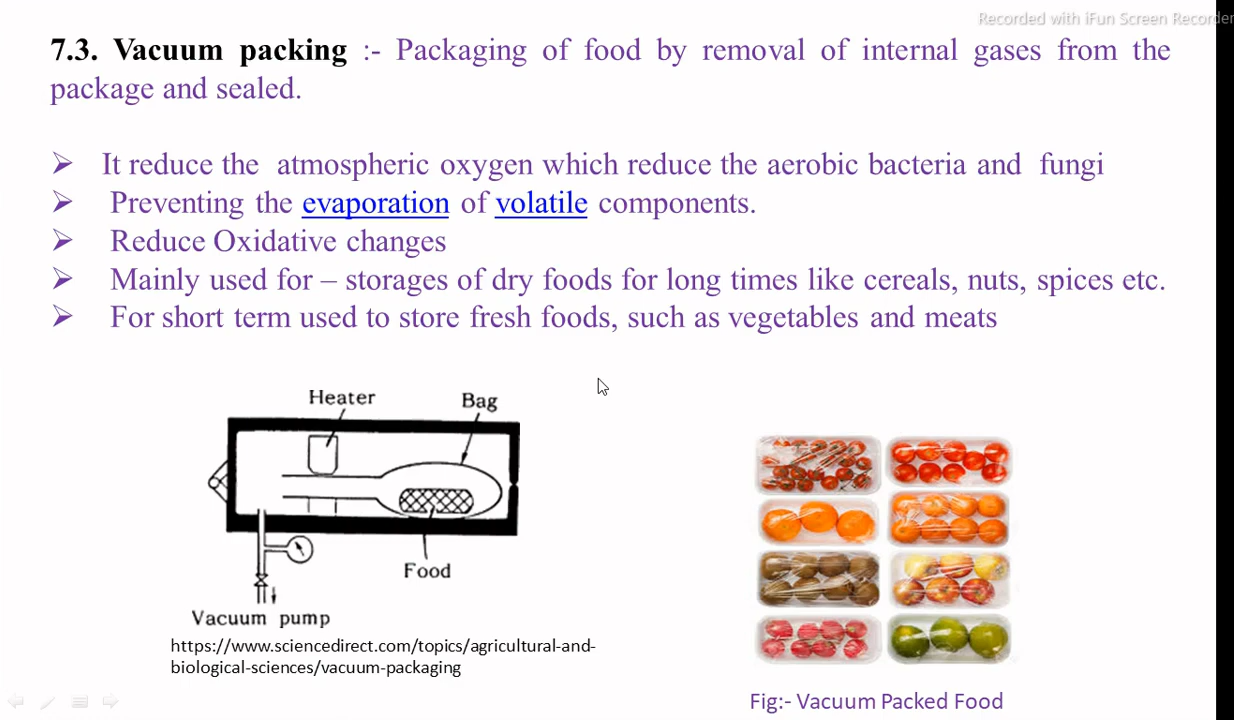 Recorded with iFun Screen Recorder
7.3. Vacuum packing :- Packaging of food by removal of internal gases from the
package and sealed.
It reduce the atmospheric oxygen which reduce the aerobic bacteria and fungi
Preventing the evaporation of volatile components.
Reduce Oxidative changes
Mainly used for – storages of dry foods for long times like cereals, nuts, spices etc.
For short term used to store fresh foods, such as vegetables and meats
Heater
Bag
Food
Vacuum pump
https://www.sciencedirect.com/topics/agricultural-and-
biological-sciences/vacuum-packaging
Fig:- Vacuum Packed Food